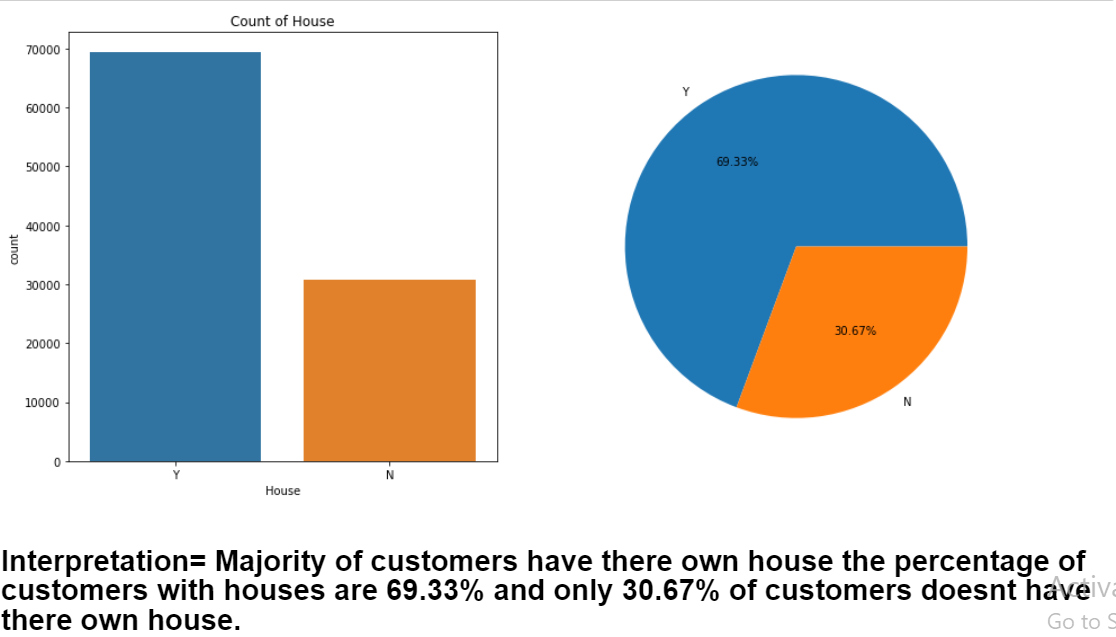 Count of House
70000
60000
50000
40000
30000
20000
10000
0
count
Y
N
House
Y
69.33%
30.67%
N
Interpretation= Majority of customers have there own house the percentage of
customers with houses are 69.33% and only 30.67% of customers doesnt have
there own house.
Go to